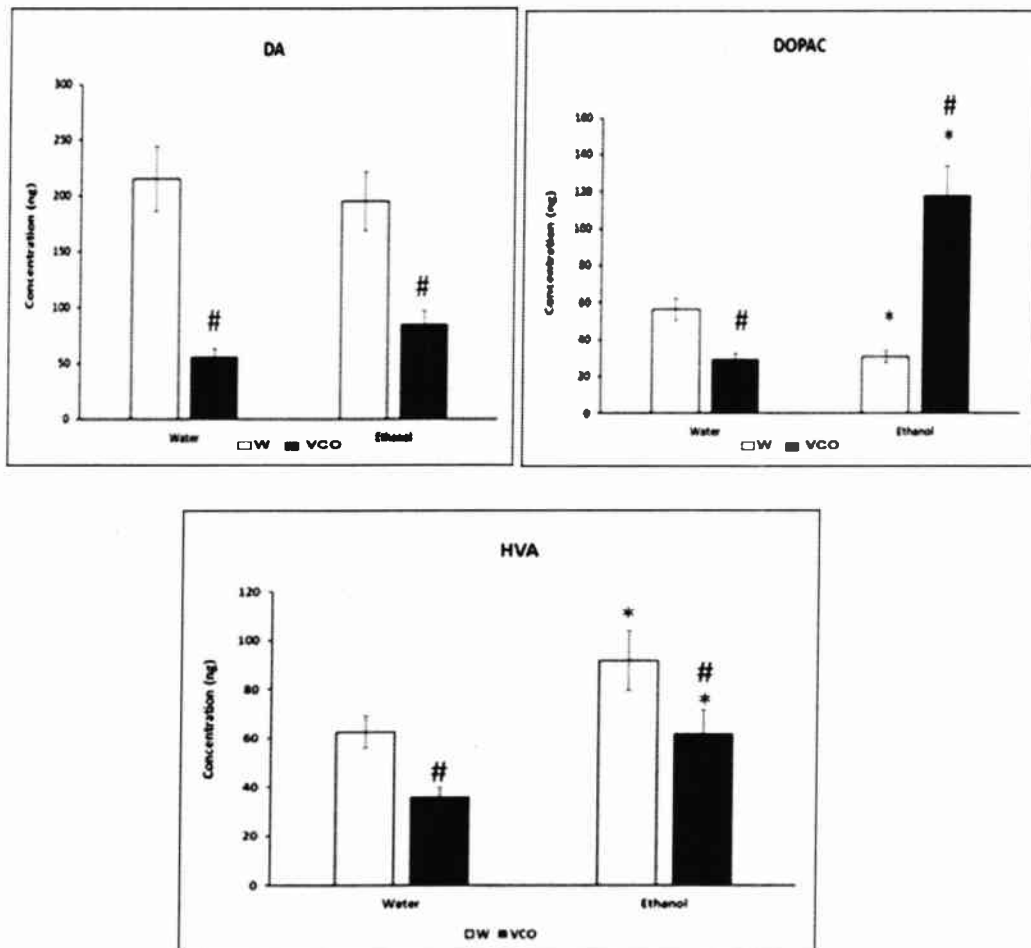 DA
300
250
200
150
100
50
0
Concentration (ng)
#
#
Water
Ethanol
W VCO
DOPAC
160
140
120
100
80
60
40
20
0
Concentration (ng)
#
*
#
*
Water
Ethanol
W VCO
HVA
120
100
80
60
40
20
0
Concentration (ng)
*
#
*
#
Water
Ethanol
W VCO